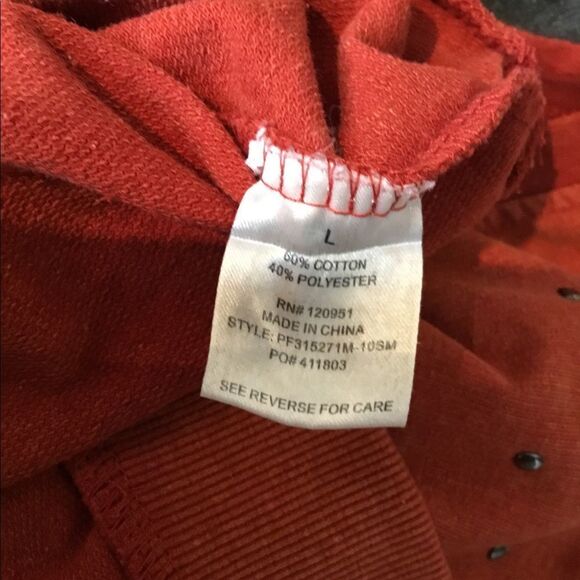 L
60% COTTON
40% POLYESTER
RN# 120951
MADE IN CHINA
STYLE: PF315271M-10SM
PO# 411803
SEE REVERSE FOR CARE